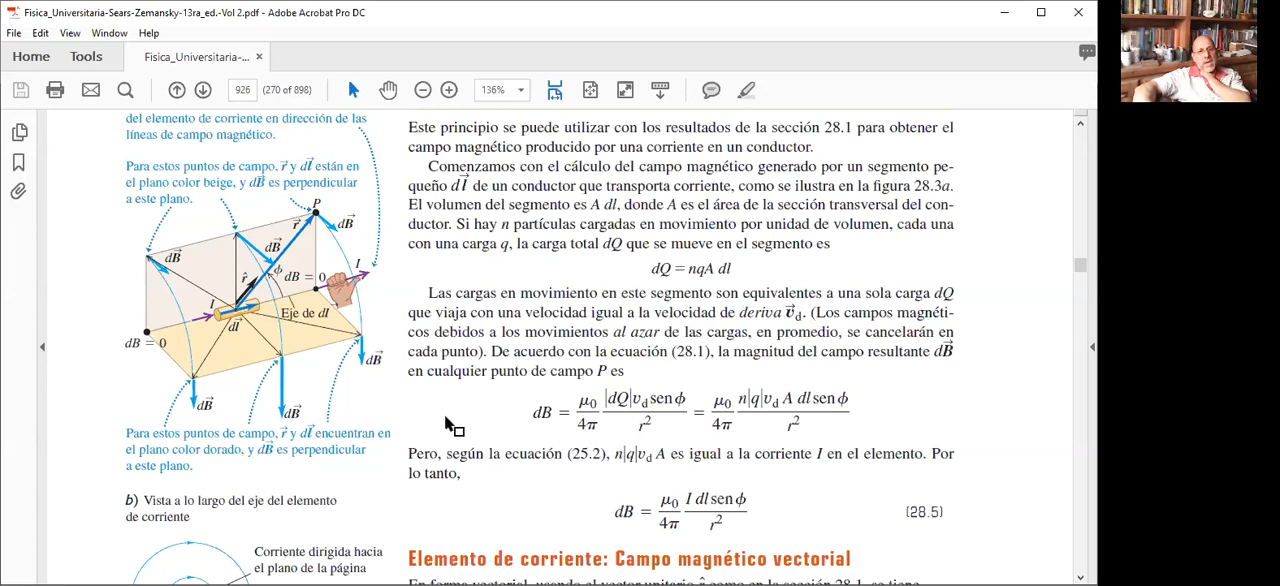 Fisica_Universitaria-Sears-Zemansky-13ra_ed.-Vol 2.pdf - Adobe Acrobat Pro DC
File Edit View Window Help
Home Tools Fisica_Universitaria-... ×
926 (270 of 898) 136%
del elemento de corriente en dirección de las
líneas de campo magnético.
Para estos puntos de campo, r⃗ y dl⃗ están en
el plano color beige, y dB⃗ es perpendicular
a este plano.
P
dB⃗
r⃗
dB⃗
dB⃗
ϕ
dB = 0
I
r̂
I
Eje de dl⃗
dl⃗
dB = 0
dB⃗
dB⃗
dB⃗
Para estos puntos de campo, r⃗ y dl⃗ encuentran en
el plano color dorado, y dB⃗ es perpendicular
a este plano.
b) Vista a lo largo del eje del elemento
de corriente
Corriente dirigida hacia
el plano de la página
Este principio se puede utilizar con los resultados de la sección 28.1 para obtener el
campo magnético producido por una corriente en un conductor.
Comenzamos con el cálculo del campo magnético generado por un segmento pe-
queño dl⃗ de un conductor que transporta corriente, como se ilustra en la figura 28.3a.
El volumen del segmento es A dl, donde A es el área de la sección transversal del con-
ductor. Si hay n partículas cargadas en movimiento por unidad de volumen, cada una
con una carga q, la carga total dQ que se mueve en el segmento es
dQ = nqA dl
Las cargas en movimiento en este segmento son equivalentes a una sola carga dQ
que viaja con una velocidad igual a la velocidad de deriva v⃗d. (Los campos magnéti-
cos debidos a los movimientos al azar de las cargas, en promedio, se cancelarán en
cada punto). De acuerdo con la ecuación (28.1), la magnitud del campo resultante dB⃗
en cualquier punto de campo P es
dB = μ0/4π |dQ|vd sen ϕ/r² = μ0/4π n|q|vd A dl sen ϕ/r²
Pero, según la ecuación (25.2), n|q|vd A es igual a la corriente I en el elemento. Por
lo tanto,
dB = μ0/4π I dl sen ϕ/r² (28.5)
Elemento de corriente: Campo magnético vectorial